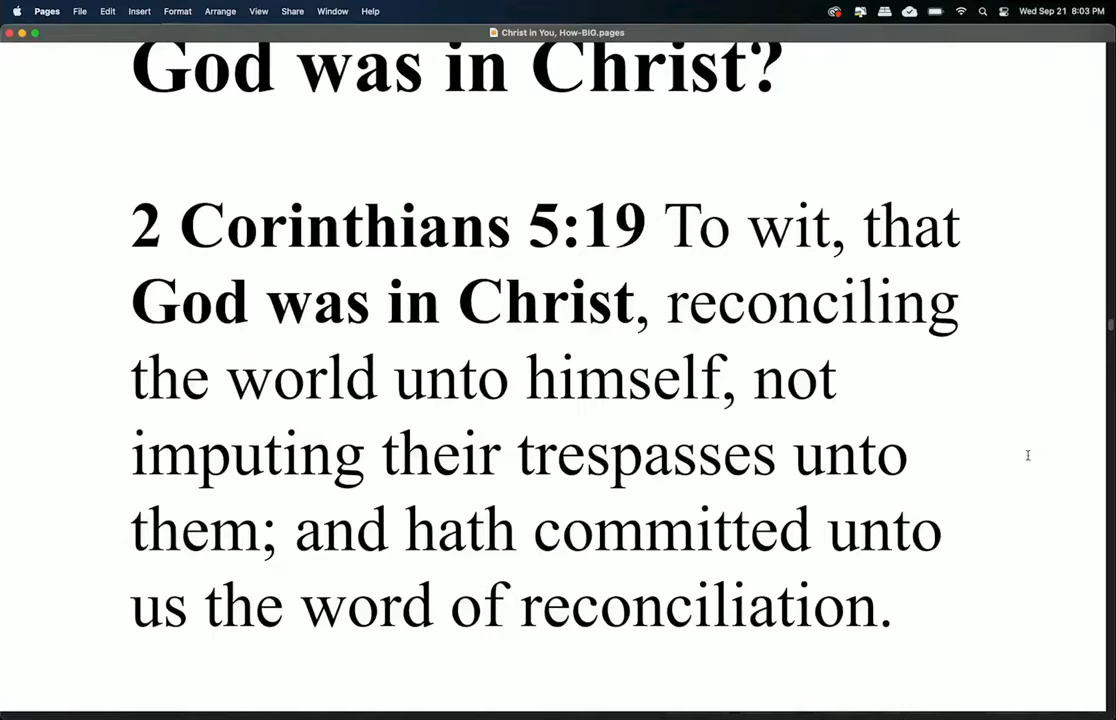 Pages File Edit Insert Format Arrange View Share Window Help Wed Sep 21 8:03 PM
Christ in You, How-BIG.pages
God was in Christ?
2 Corinthians 5:19 To wit, that
God was in Christ, reconciling
the world unto himself, not
imputing their trespasses unto
them; and hath committed unto
us the word of reconciliation.